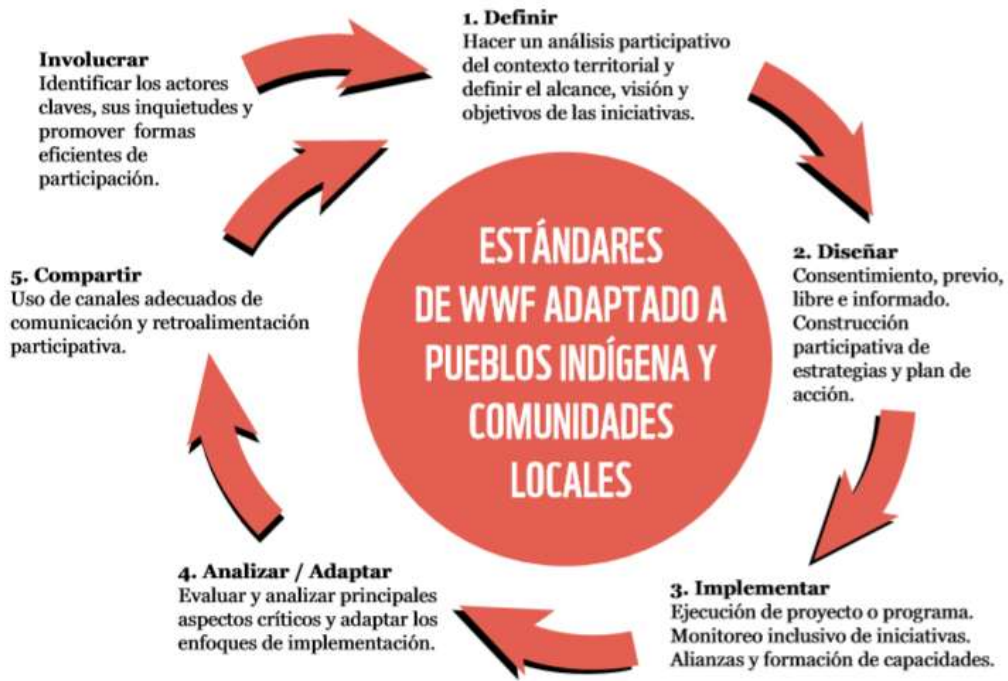 Involucrar
Identificar los actores
claves, sus inquietudes y
promover formas
eficientes de
participación.
1. Definir
Hacer un análisis participativo
del contexto territorial y
definir el alcance, visión y
objetivos de las iniciativas.
2. Diseñar
Consentimiento, previo,
libre e informado.
Construcción
participativa de
estrategias y plan de
acción.
3. Implementar
Ejecución de proyecto o programa.
Monitoreo inclusivo de iniciativas.
Alianzas y formación de capacidades.
4. Analizar / Adaptar
Evaluar y analizar principales
aspectos críticos y adaptar los
enfoques de implementación.
5. Compartir
Uso de canales adecuados de
comunicación y retroalimentación
participativa.
ESTÁNDARES
DE WWF ADAPTADO A
PUEBLOS INDÍGENA Y
COMUNIDADES
LOCALES